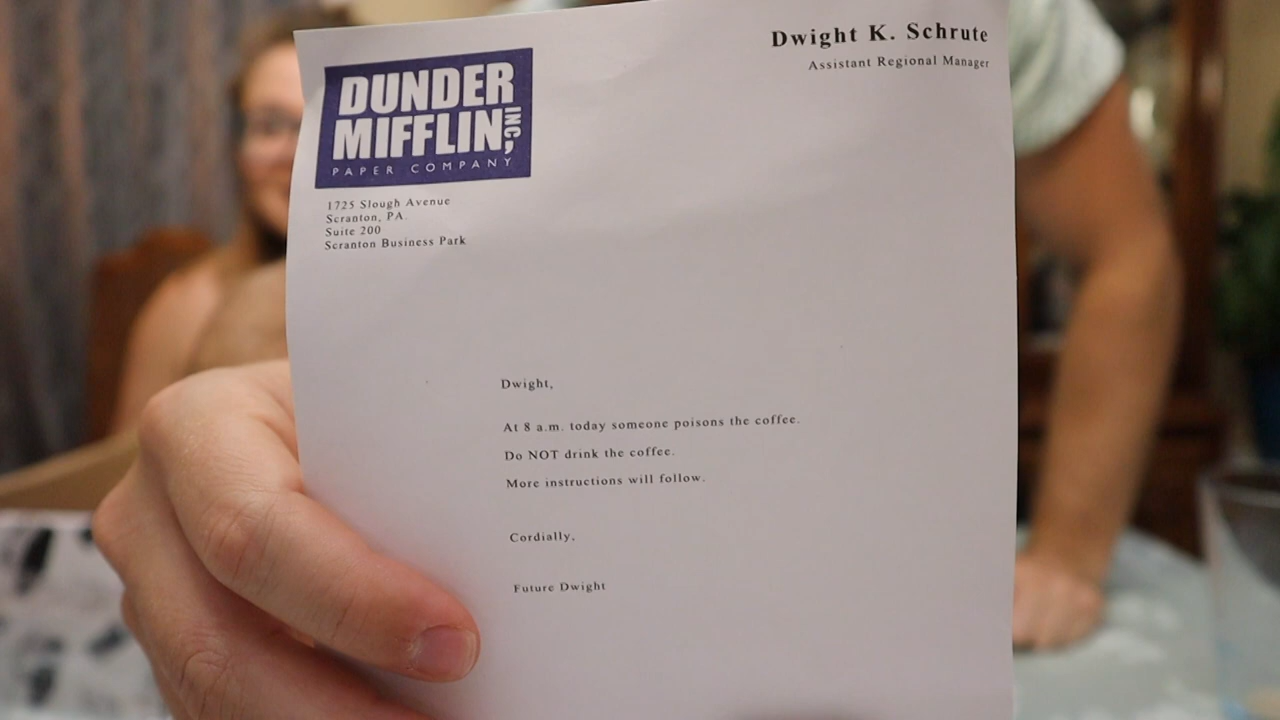 Dwight K. Schrute
Assistant Regional Manager
DUNDER
MIFFLIN, INC
PAPER COMPANY
1725 Slough Avenue
Scranton, PA.
Suite 200
Scranton Business Park
Dwight,
At 8 a.m. today someone poisons the coffee.
Do NOT drink the coffee.
More instructions will follow.
Cordially,
Future Dwight